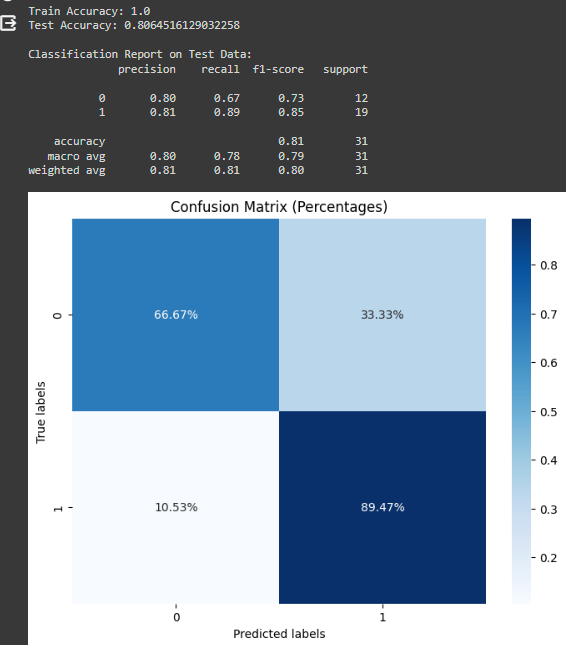 Train Accuracy: 1.0
Test Accuracy: 0.8064516129032258
Classification Report on Test Data:
precision recall f1-score support
0 0.80 0.67 0.73 12
1 0.81 0.89 0.85 19
accuracy 0.81 31
macro avg 0.80 0.78 0.79 31
weighted avg 0.81 0.81 0.80 31
Confusion Matrix (Percentages)
0.8
0.7
0 66.67% 33.33%
0.6
True labels
0.5
0.4
1 10.53% 89.47%
0.3
0.2
0 1
Predicted labels